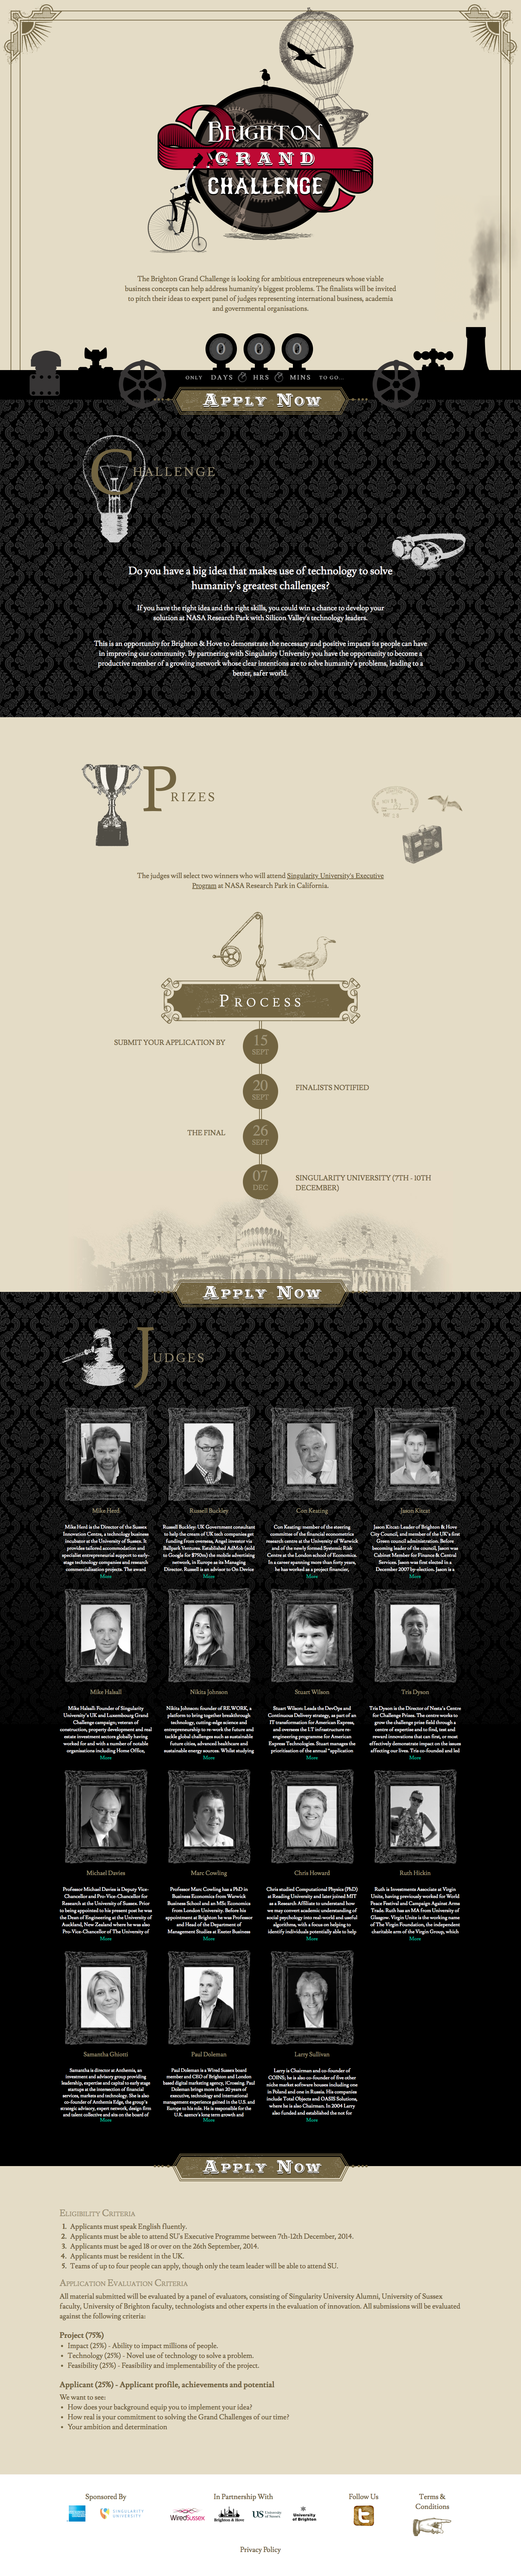 BRIGHTON
GRAND
CHALLENGE
The Brighton Grand Challenge is looking for ambitious entrepreneurs whose viable
business concepts can help address humanity's biggest problems. The finalists will be invited
to pitch their ideas to expert panel of judges representing international business, academia
and governmental organisations.
0 0 0
ONLY DAYS HRS MINS TO GO...
APPLY NOW
CHALLENGE
Do you have a big idea that makes use of technology to solve
humanity's greatest challenges?
If you have the right idea and the right skills, you could win a chance to develop your
solution at NASA Research Park with Silicon Valley's technology leaders.
This is an opportunity for Brighton & Hove to demonstrate the necessary and positive impacts its people can have
in improving our community. By partnering with Singularity University you have the opportunity to become a
productive member of a growing network whose clear intentions are to solve humanity's problems, leading to a
better, safer world.
PRIZES
The judges will select two winners who will attend Singularity University's Executive
Program at NASA Research Park in California.
PROCESS
SUBMIT YOUR APPLICATION BY
15
SEPT
20
SEPT
FINALISTS NOTIFIED
THE FINAL
26
SEPT
07
DEC
SINGULARITY UNIVERSITY (7TH - 10TH
DECEMBER)
APPLY NOW
JUDGES
Mike Herd
Mike Herd is the Director of the Sussex
Innovation Centre, a technology business
incubator at the University of Sussex. It
provides tailored accommodation and
specialist entrepreneurial support to early-
stage technology companies and research
commercialisation projects. The award
More
Russell Buckley
Russell Buckley: UK Government consultant
to help the cream of UK tech companies get
funding from overseas, Angel investor via
Ballpark Ventures. Established AdMob (sold
to Google for $750m) the mobile advertising
network, in Europe as its Managing
Director. Russell is an advisor to On Device
More
Con Keating
Con Keating: member of the steering
committee of the financial econometrics
research centre at the University of Warwick
and of the newly formed Systemic Risk
Centre at the London school of Economics.
In a career spanning more than forty years,
he has worked as a project financier,
More
Jason Kitcat
Jason Kitcat: Leader of Brighton & Hove
City Council, and member of the UK's first
Green council administration. Before
becoming leader of the council, Jason was
Cabinet Member for Finance & Central
Services. Jason was first elected in a
December 2007 by-election. Jason is a
More
Mike Halsall
Mike Halsall: Founder of Singularity
University's UK and Luxembourg Grand
Challenge campaign; veteran of
construction, property development and real
estate investment sectors globally having
worked for and with a number of notable
organisations including Home Office,
More
Nikita Johnson
Nikita Johnson: founder of RE.WORK, a
platform to bring together breakthrough
technology, cutting-edge science and
entrepreneurship to re-work the future and
tackle global challenges such as sustainable
future cities, advanced healthcare and
sustainable energy sources. Whilst studying
More
Stuart Wilson
Stuart Wilson: Leads the DevOps and
Continuous Delivery strategy, as part of an
IT transformation for American Express,
and oversees the I.T infrastructure re-
engineering programme for American
Express Technologies. Stuart manages the
prioritisation of the annual "application
More
Tris Dyson
Tris Dyson is the Director of Nesta's Centre
for Challenge Prizes. The centre works to
grow the challenge prize field through a
centre of expertise and to find, test and
reward innovations that can first, or most
effectively demonstrate impact on the issues
affecting our lives. Tris co-founded and led
More
Michael Davies
Professor Michael Davies is Deputy Vice-
Chancellor and Pro-Vice-Chancellor for
Research at the University of Sussex. Prior
to being appointed to his present post he was
the Dean of Engineering at the University of
Auckland, New Zealand where he was also
Pro-Vice-Chancellor of The University of
More
Marc Cowling
Professor Marc Cowling has a PhD in
Business Economics from Warwick
Business School and an MSc Economics
from London University. Before his
appointment at Brighton he was Professor
and Head of the Department of
Management Studies at Exeter Business
More
Chris Howard
Chris studied Computational Physics (PhD)
at Reading University and later joined MIT
as a Research Affiliate to understand how
we may convert academic understanding of
social psychology into real-world and useful
algorithms, with a focus on helping to
identify individuals potentially able to help
More
Ruth Hickin
Ruth is Investments Associate at Virgin
Unite, having previously worked for World
Peace Festival and Campaign Against Arms
Trade. Ruth has an MA from University of
Glasgow. Virgin Unite is the working name
of The Virgin Foundation, the independent
charitable arm of the Virgin Group, which
More
Samantha Ghiotti
Samantha is director at Anthemis, an
investment and advisory group providing
leadership, expertise and capital to early stage
startups at the intersection of financial
services, markets and technology. She is also
co-founder of Anthemis Edge, the group's
strategic advisory, expert network, design firm
and talent collective and sits on the board of
More
Paul Doleman
Paul Doleman is a Wired Sussex board
member and CEO of Brighton and London
based digital marketing agency, iCrossing. Paul
Doleman brings more than 20 years of
executive, technology and international
management experience gained in the U.S. and
Europe to his role. He is responsible for the
U.K. agency's long term growth and
More
Larry Sullivan
Larry is Chairman and co-founder of
COINS; he is also co-founder of five other
niche market software houses including one
in Poland and one in Russia. His companies
include Total Objects and OASIS Solutions,
where he is also Chairman. In 2004 Larry
also funded and established the not for
More
APPLY NOW
ELIGIBILITY CRITERIA
1. Applicants must speak English fluently.
2. Applicants must be able to attend SU's Executive Programme between 7th-12th December, 2014.
3. Applicants must be aged 18 or over on the 26th September, 2014.
4. Applicants must be resident in the UK.
5. Teams of up to four people can apply, though only the team leader will be able to attend SU.
APPLICATION EVALUATION CRITERIA
All material submitted will be evaluated by a panel of evaluators, consisting of Singularity University Alumni, University of Sussex
faculty, University of Brighton faculty, technologists and other experts in the evaluation of innovation. All submissions will be evaluated
against the following criteria:
Project (75%)
• Impact (25%) - Ability to impact millions of people.
• Technology (25%) - Novel use of technology to solve a problem.
• Feasibility (25%) - Feasibility and implementability of the project.
Applicant (25%) - Applicant profile, achievements and potential
We want to see:
• How does your background equip you to implement your idea?
• How real is your commitment to solving the Grand Challenges of our time?
• Your ambition and determination
Sponsored By
SINGULARITY
UNIVERSITY
In Partnership With
WiredSussex
Brighton & Hove
US University
of Sussex
University
of Brighton
Follow Us
Terms &
Conditions
Privacy Policy